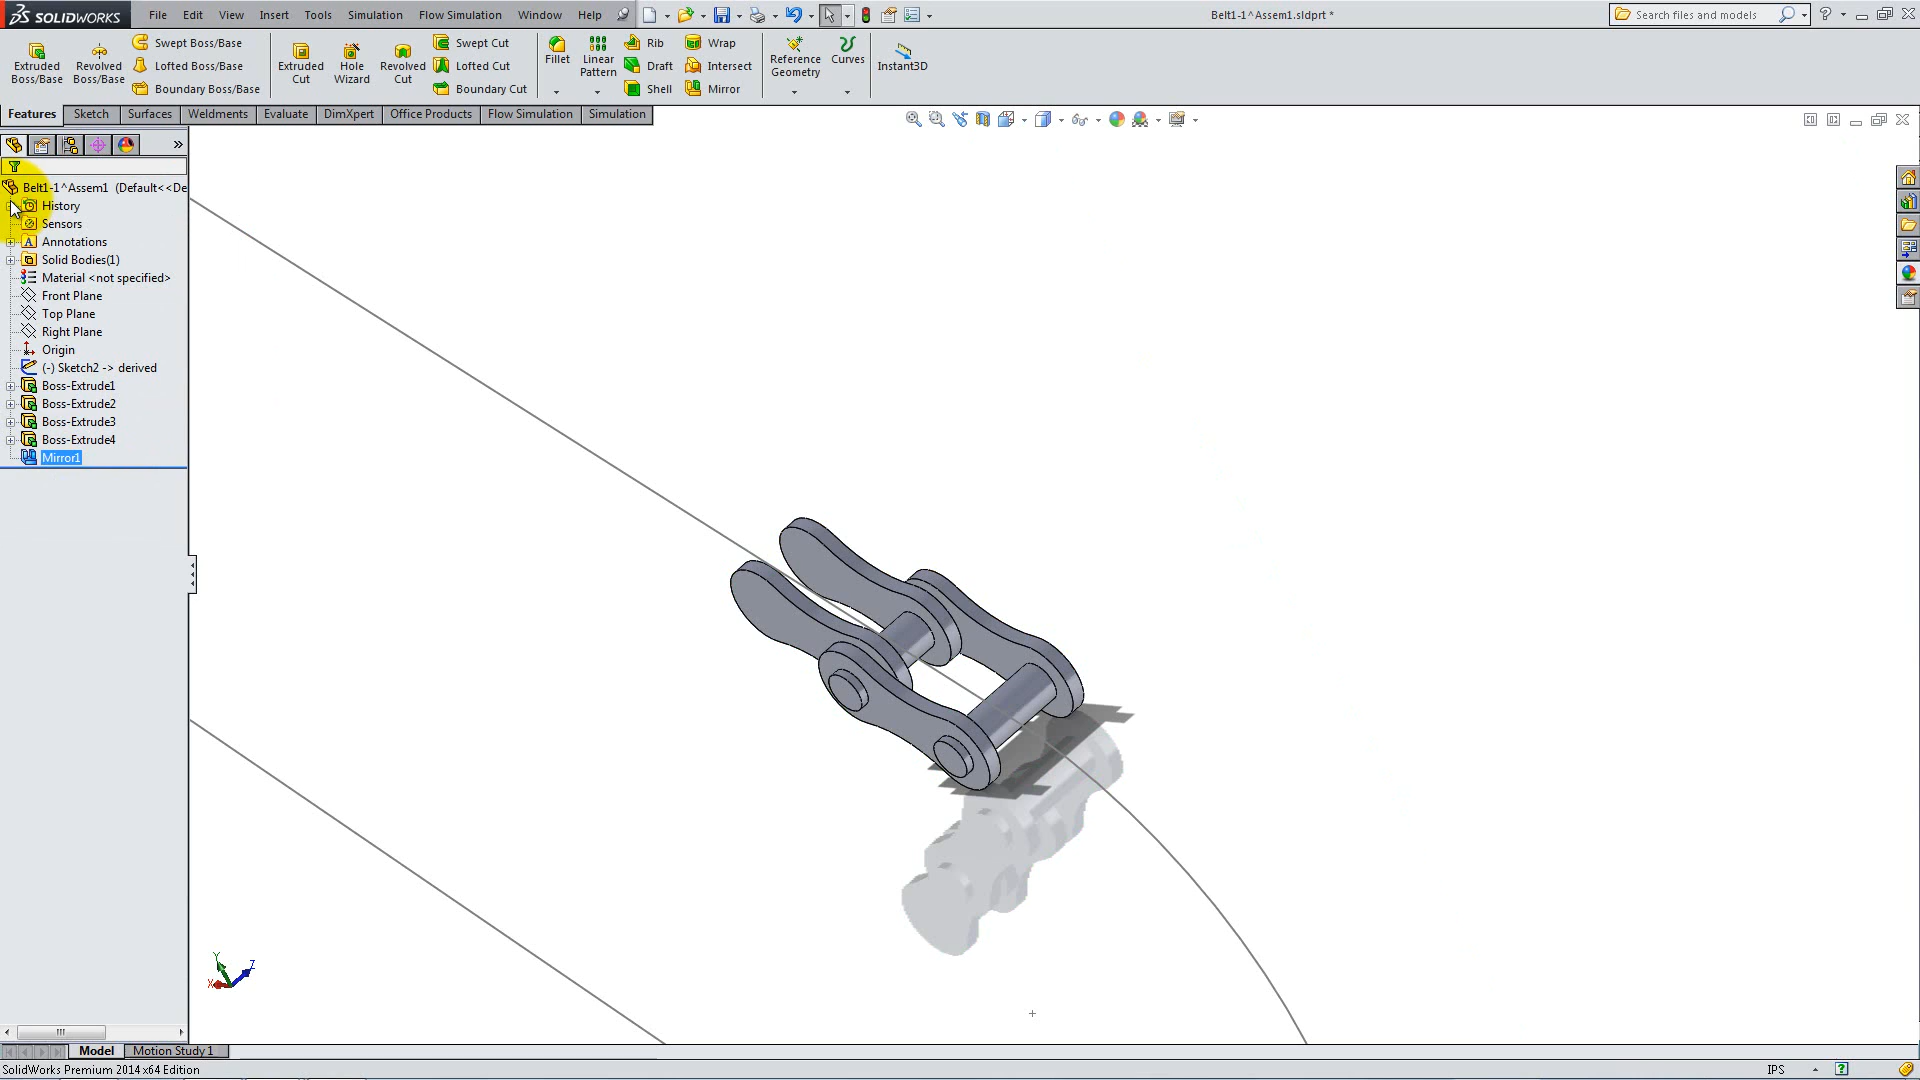 SOLIDWORKS File Edit View Insert Tools Simulation Flow Simulation Window Help Belt1-1^Assem1.sldprt * Search files and models ?
Extruded Boss/Base
Revolved Boss/Base
Swept Boss/Base
Lofted Boss/Base
Boundary Boss/Base
Extruded Cut
Hole Wizard
Revolved Cut
Swept Cut
Lofted Cut
Boundary Cut
Fillet
Linear Pattern
Rib
Draft
Shell
Wrap
Intersect
Mirror
Reference Geometry
Curves
Instant3D
Features Sketch Surfaces Weldments Evaluate DimXpert Office Products Flow Simulation Simulation
»
Belt1-1^Assem1 (Default<<De
History
Sensors
A Annotations
Solid Bodies(1)
Material <not specified>
Front Plane
Top Plane
Right Plane
Origin
(-) Sketch2 -> derived
Boss-Extrude1
Boss-Extrude2
Boss-Extrude3
Boss-Extrude4
Mirror1
Y
Z
X
Model Motion Study 1
SolidWorks Premium 2014 x64 Edition IPS ?